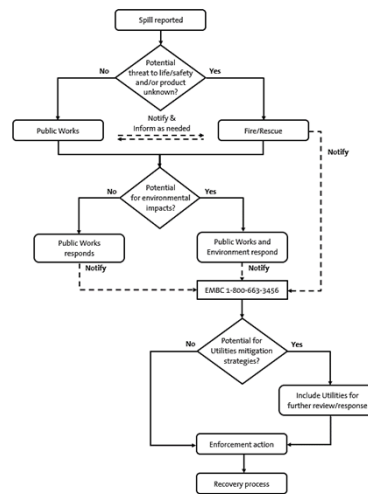 Spill reported
Potential
threat to life/safety
and/or product
unknown?
No
Yes
Public Works
Notify &
Inform as needed
Fire/Rescue
Notify
Potential
for environmental
impacts?
No
Yes
Public Works
responds
Public Works and
Environment respond
Notify
Notify
EMBC 1-800-663-3456
Potential for
Utilities mitigation
strategies?
No
Yes
Include Utilities for
further review/response
Enforcement action
Recovery process